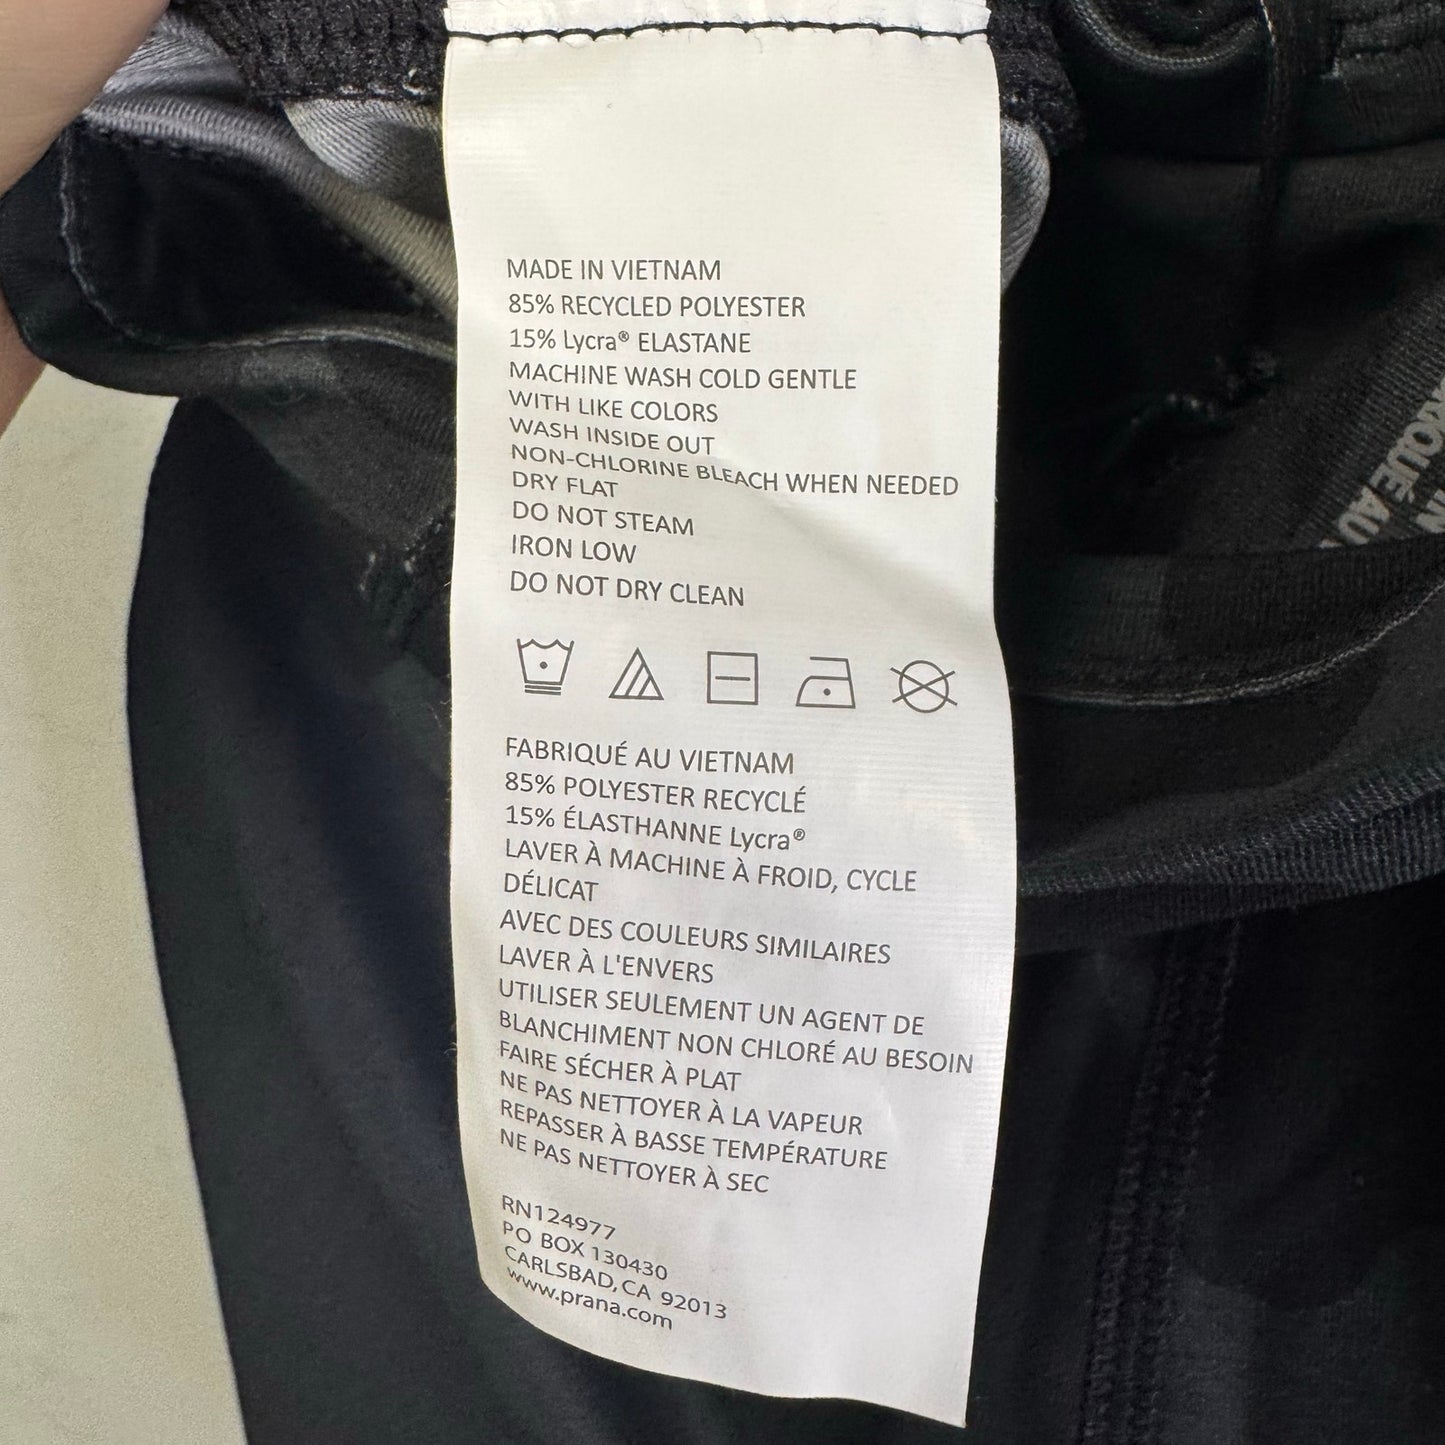 MADE IN VIETNAM
85% RECYCLED POLYESTER
15% Lycra® ELASTANE
MACHINE WASH COLD GENTLE
WITH LIKE COLORS
WASH INSIDE OUT
NON-CHLORINE BLEACH WHEN NEEDED
DRY FLAT
DO NOT STEAM
IRON LOW
DO NOT DRY CLEAN
FABRIQUÉ AU VIETNAM
85% POLYESTER RECYCLÉ
15% ÉLASTHANNE Lycra®
LAVER À MACHINE À FROID, CYCLE
DÉLICAT
AVEC DES COULEURS SIMILAIRES
LAVER À L'ENVERS
UTILISER SEULEMENT UN AGENT DE
BLANCHIMENT NON CHLORÉ AU BESOIN
FAIRE SÉCHER À PLAT
NE PAS NETTOYER À LA VAPEUR
REPASSER À BASSE TEMPÉRATURE
NE PAS NETTOYER À SEC
RN124977
PO BOX 130430
CARLSBAD, CA 92013
www.prana.com
IN